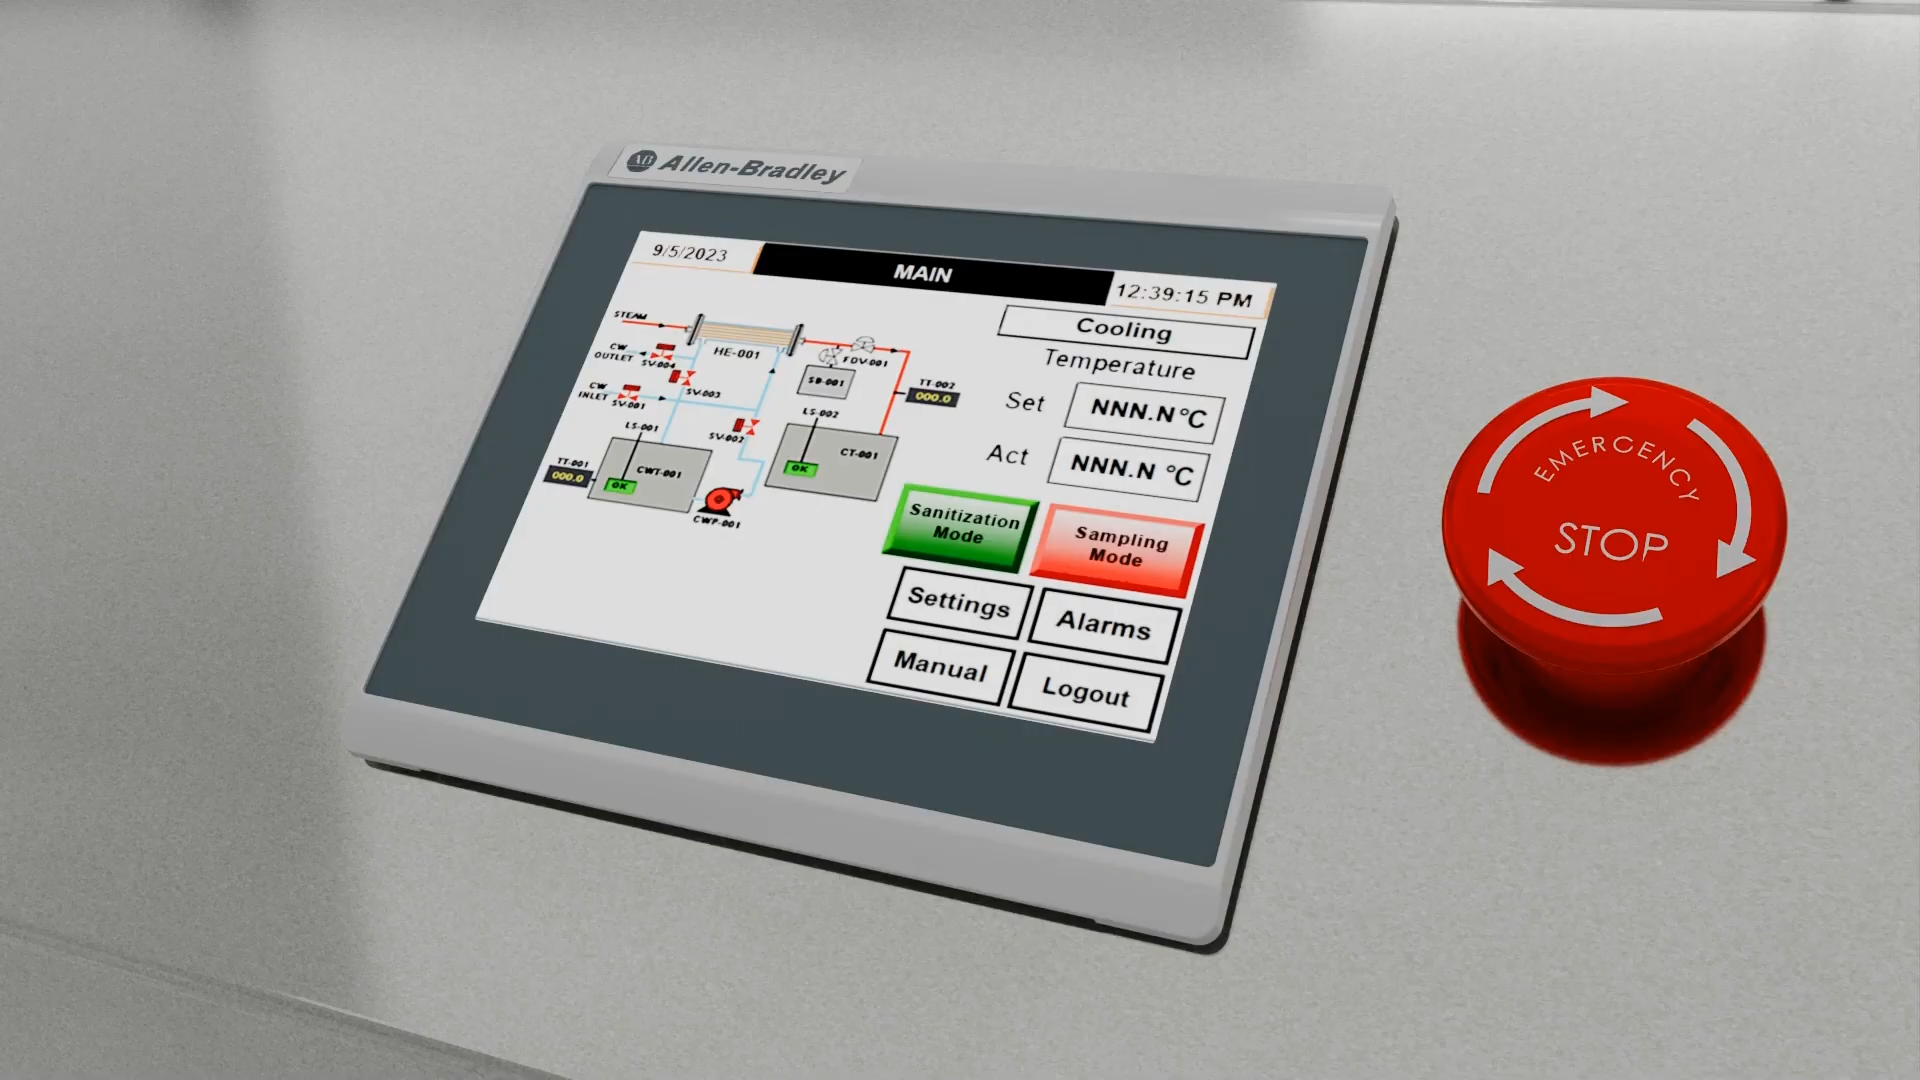 AB Allen-Bradley
9/5/2023
MAIN
12:39:15 PM
STEAM
HE-001
CW
OUTLET
SV-004
SV-003
CW
INLET
SV-001
LS-001
TT-001
000.0
OK
CWT-001
CWP-001
SV-002
FDV-001
SD-001
LS-002
OK
CT-001
TT-002
000.0
Cooling
Temperature
Set
NNN.N °C
Act
NNN.N °C
Sanitization
Mode
Sampling
Mode
Settings
Alarms
Manual
Logout
EMERGENCY
STOP